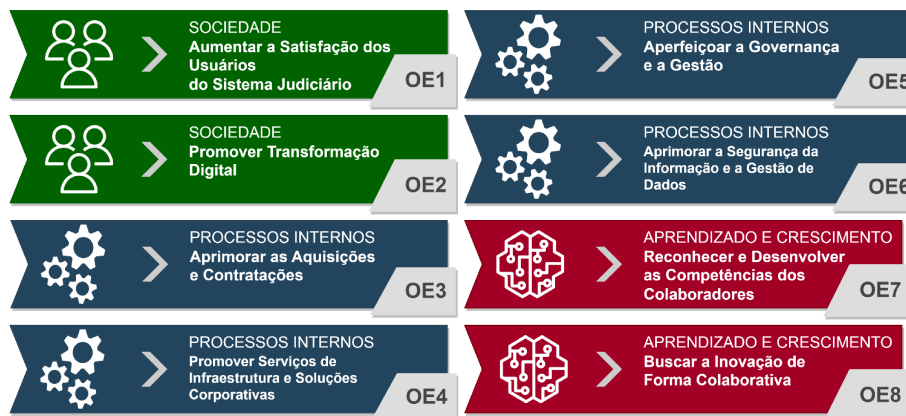 SOCIEDADE
Aumentar a Satisfação dos
Usuários
do Sistema Judiciário
OE1
SOCIEDADE
Promover Transformação
Digital
OE2
PROCESSOS INTERNOS
Aprimorar as Aquisições
e Contratações
OE3
PROCESSOS INTERNOS
Promover Serviços de
Infraestrutura e Soluções
Corporativas
OE4
PROCESSOS INTERNOS
Aperfeiçoar a Governança
e a Gestão
OE5
PROCESSOS INTERNOS
Aprimorar a Segurança da
Informação e a Gestão de
Dados
OE6
APRENDIZADO E CRESCIMENTO
Reconhecer e Desenvolver
as Competências dos
Colaboradores
OE7
APRENDIZADO E CRESCIMENTO
Buscar a Inovação de
Forma Colaborativa
OE8